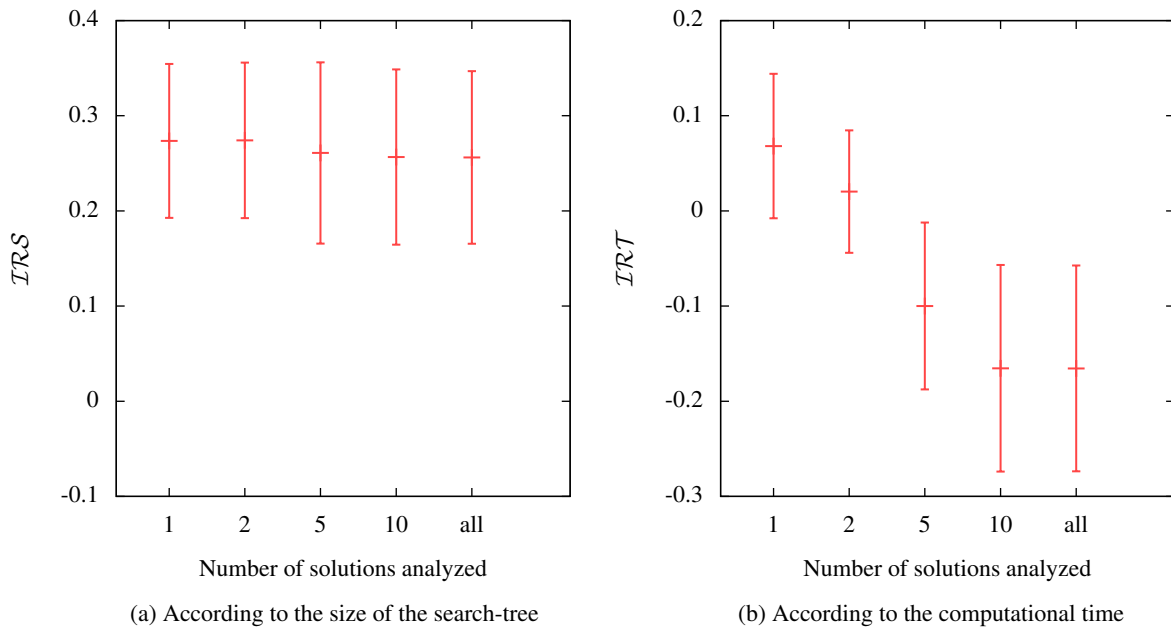 0.4
0.3
0.2
0.1
0
-0.1
IRS
1 2 5 10 all
Number of solutions analyzed
(a) According to the size of the search-tree
0.2
0.1
0
-0.1
-0.2
-0.3
IRT
1 2 5 10 all
Number of solutions analyzed
(b) According to the computational time